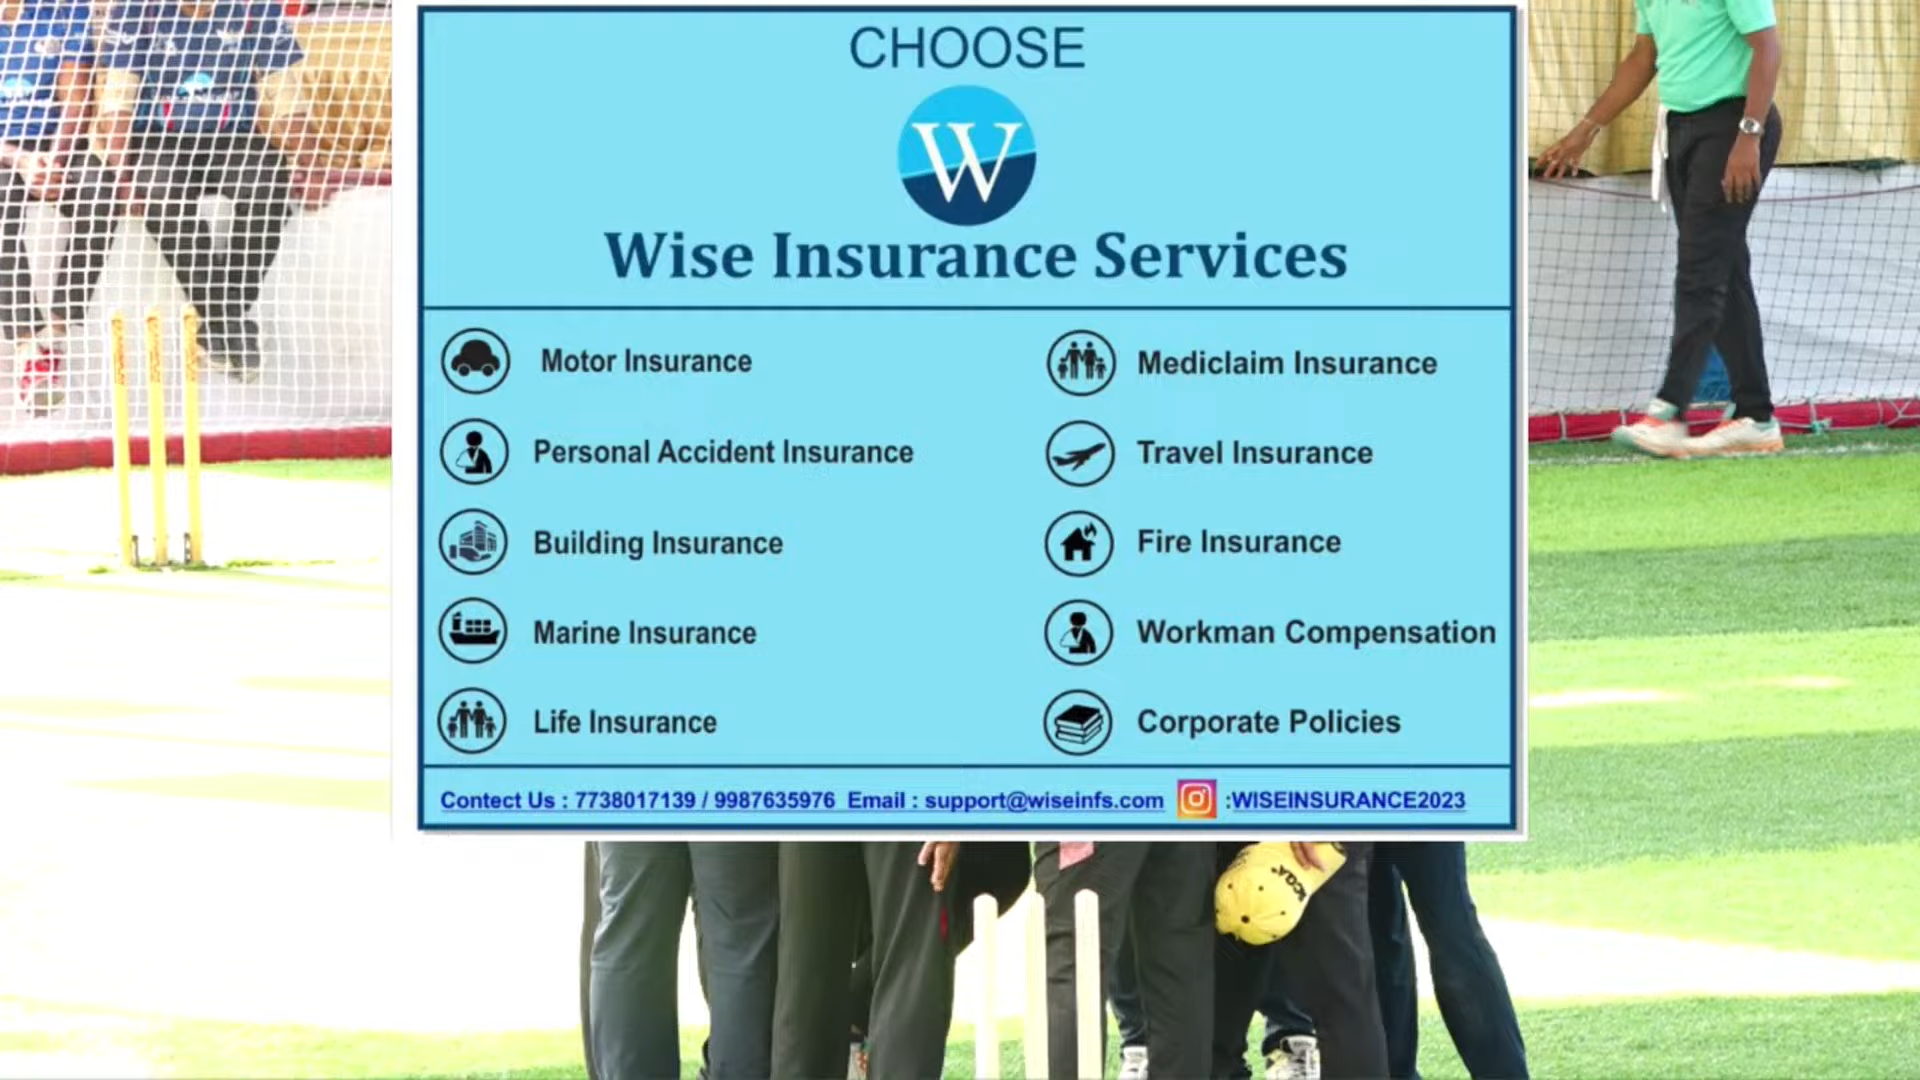 CHOOSE
W
Wise Insurance Services
Motor Insurance
Mediclaim Insurance
Personal Accident Insurance
Travel Insurance
Building Insurance
Fire Insurance
Marine Insurance
Workman Compensation
Life Insurance
Corporate Policies
Contect Us : 7738017139 / 9987635976 Email : support@wiseinfs.com :WISEINSURANCE2023